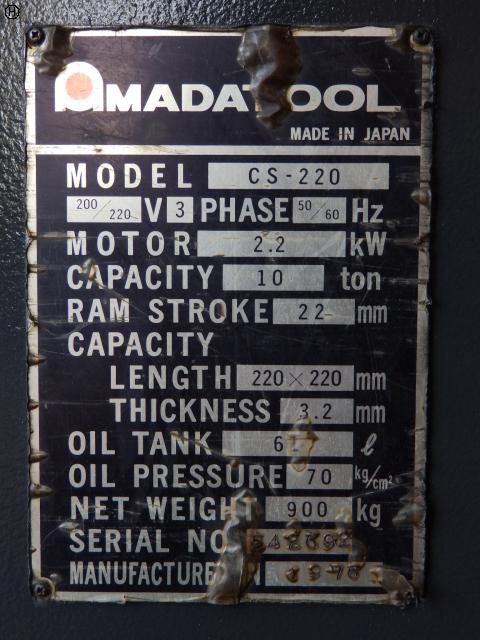 AMADATOOL
MADE IN JAPAN
MODEL CS-220
200/220 V 3 PHASE 50/60 Hz
MOTOR 2.2 kW
CAPACITY 10 ton
RAM STROKE 22 mm
CAPACITY
LENGTH 220×220 mm
THICKNESS 3.2 mm
OIL TANK ℓ
OIL PRESSURE 70 kg/cm²
NET WEIGHT 900 kg
SERIAL NO
MANUFACTURED IN